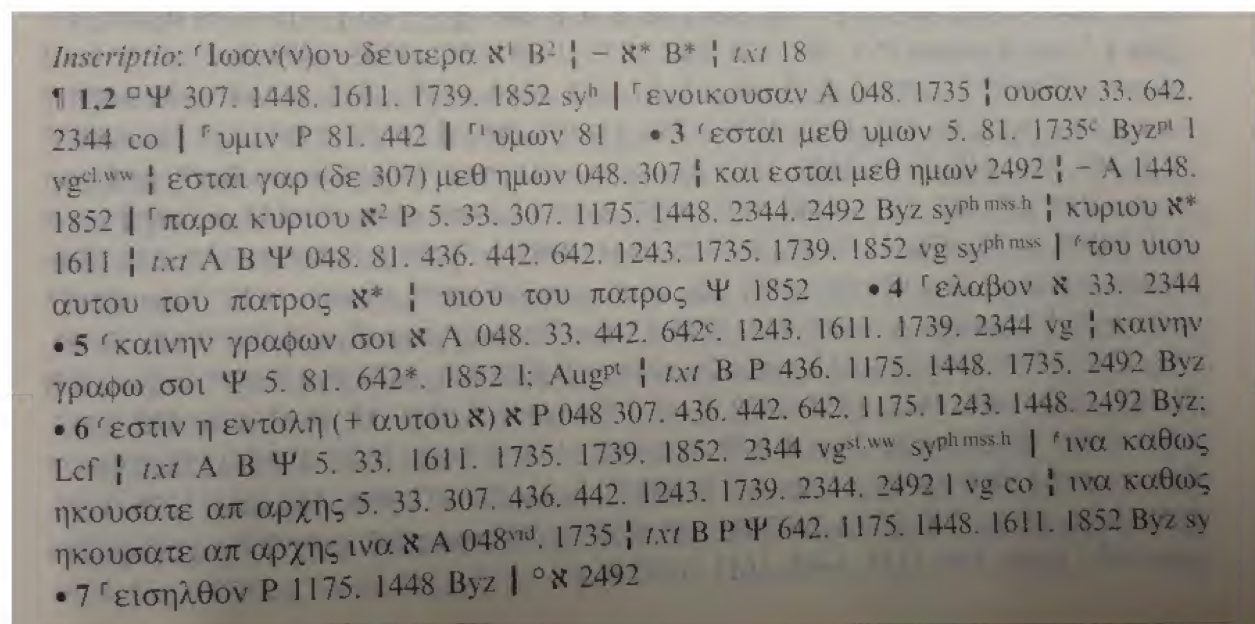 Inscriptio: ⸂Ιωαν(ν)ου δευτερα ℵ¹ B² ¦ – ℵ* B* ¦ txt 18
¶ 1,2 ⸋Ψ 307. 1448. 1611. 1739. 1852 syʰ | ⸀ενοικουσαν A 048. 1735 ¦ ουσαν 33. 642.
2344 co | ⸁υμιν P 81. 442 | ⸀¹υμων 81 • 3 ⸂εσται μεθ υμων 5. 81. 1735ᶜ Byzᵖᵗ l
vgᶜˡ·ʷʷ ¦ εσται γαρ (δε 307) μεθ ημων 048. 307 ¦ και εσται μεθ ημων 2492 ¦ – A 1448.
1852 | ⸀παρα κυριου ℵ² P 5. 33. 307. 1175. 1448. 2344. 2492 Byz syᵖʰ ᵐˢˢ·ʰ ¦ κυριου ℵ*
1611 ¦ txt A B Ψ 048. 81. 436. 442. 642. 1243. 1735. 1739. 1852 vg syᵖʰ ᵐˢˢ | ⸄του υιου
αυτου του πατρος ℵ* ¦ υιου του πατρος Ψ 1852 • 4 ⸀ελαβον ℵ 33. 2344
• 5 ⸂καινην γραφων σοι ℵ A 048. 33. 442. 642ᶜ. 1243. 1611. 1739. 2344 vg ¦ καινην
γραφω σοι Ψ 5. 81. 642*. 1852 l; Augᵖᵗ ¦ txt B P 436. 1175. 1448. 1735. 2492 Byz
• 6 ⸂εστιν η εντολη (+ αυτου ℵ) ℵ P 048 307. 436. 442. 642. 1175. 1243. 1448. 2492 Byz;
Lcf ¦ txt A B Ψ 5. 33. 1611. 1735. 1739. 1852. 2344 vgˢᵗ·ʷʷ syᵖʰ ᵐˢˢ·ʰ | ⸄ινα καθως
ηκουσατε απ αρχης 5. 33. 307. 436. 442. 1243. 1739. 2344. 2492 l vg co ¦ ινα καθως
ηκουσατε απ αρχης ινα ℵ A 048ᵛⁱᵈ. 1735 ¦ txt B P Ψ 642. 1175. 1448. 1611. 1852 Byz sy
• 7 ⸀εισηλθον P 1175. 1448 Byz | °ℵ 2492